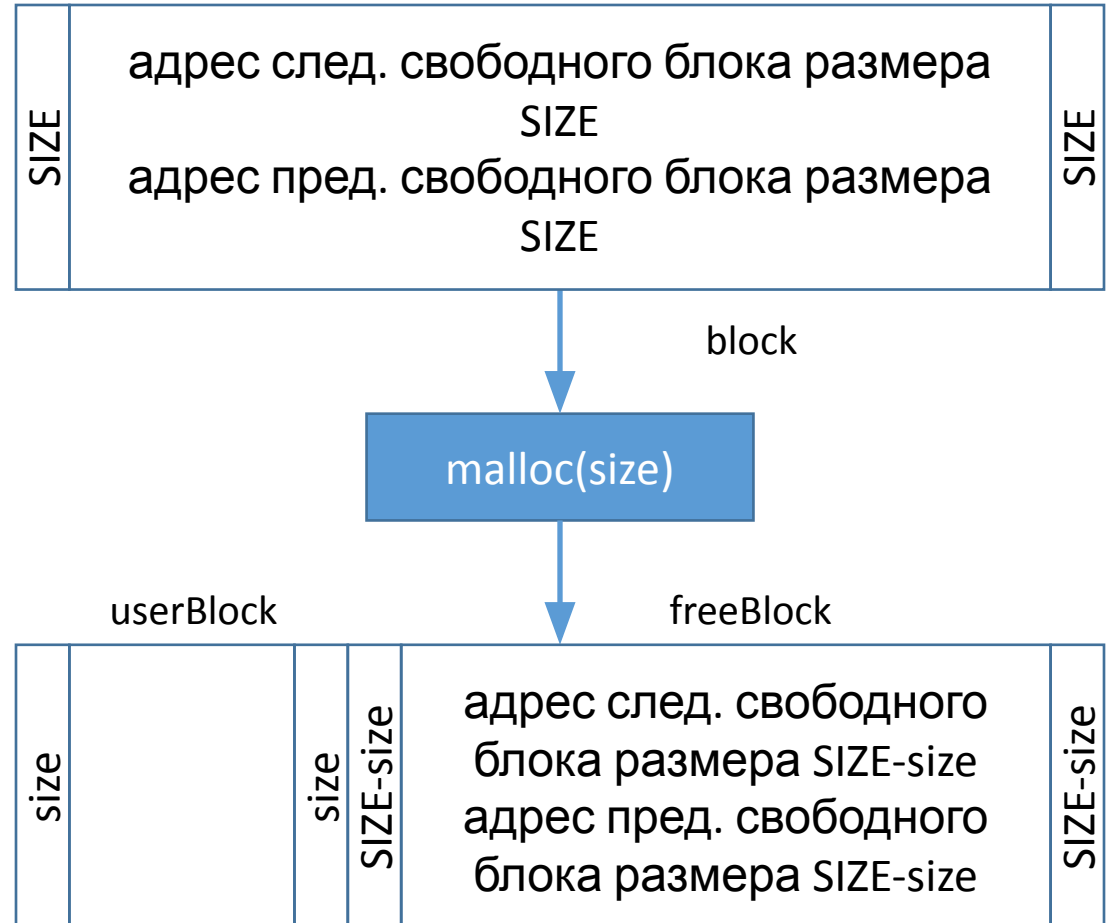 SIZE
адрес след. свободного блока размера
SIZE
адрес пред. свободного блока размера
SIZE
SIZE
block
malloc(size)
userBlock
freeBlock
size
size
SIZE-size
адрес след. свободного
блока размера SIZE-size
адрес пред. свободного
блока размера SIZE-size
SIZE-size